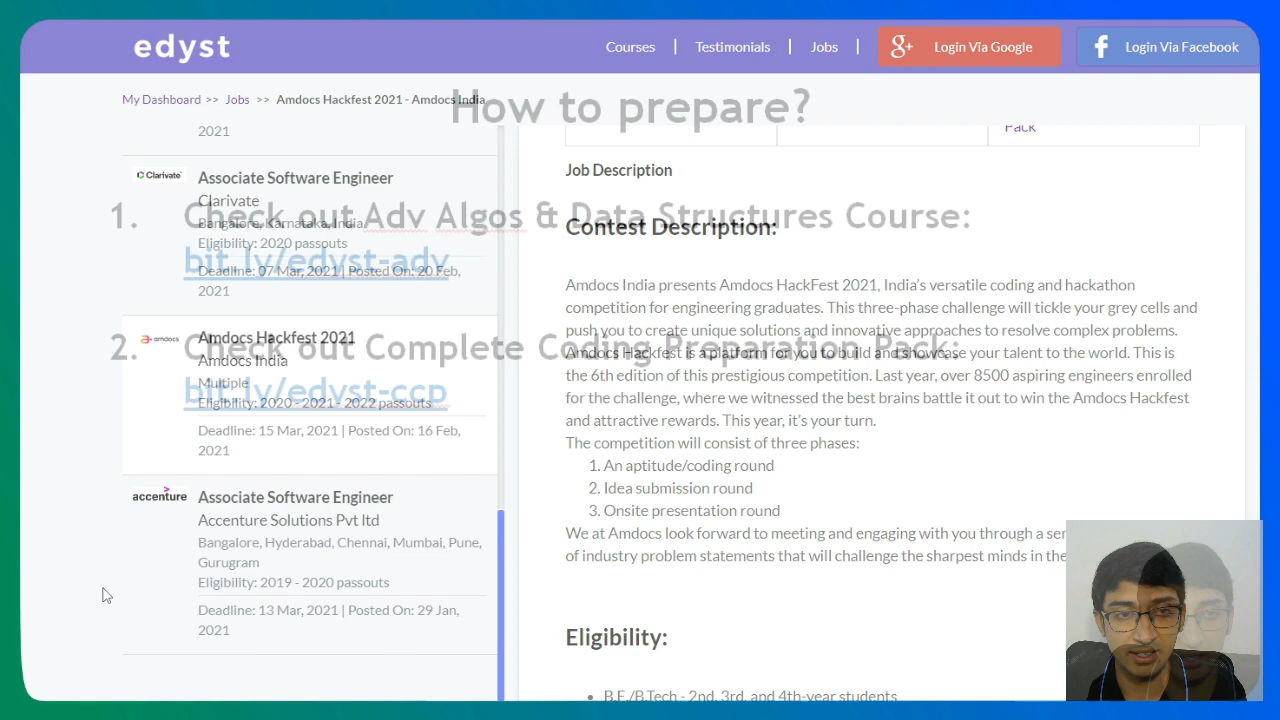 edyst
Courses | Testimonials | Jobs | G+ Login Via Google f Login Via Facebook
My Dashboard >> Jobs >> Amdocs Hackfest 2021 - Amdocs India
How to prepare?
1. Check out Adv Algos & Data Structures Course:
bit.ly/edyst-adv
2. Check out Complete Coding Preparation Pack:
bit.ly/edyst-ccp
2021
Clarivate
Associate Software Engineer
Clarivate
Bangalore, Karnataka, India
Eligibility: 2020 passouts
Deadline: 07 Mar, 2021 | Posted On: 20 Feb,
2021
amdocs
Amdocs Hackfest 2021
Amdocs India
Multiple
Eligibility: 2020 - 2021 - 2022 passouts
Deadline: 15 Mar, 2021 | Posted On: 16 Feb,
2021
accenture
Associate Software Engineer
Accenture Solutions Pvt ltd
Bangalore, Hyderabad, Chennai, Mumbai, Pune,
Gurugram
Eligibility: 2019 - 2020 passouts
Deadline: 13 Mar, 2021 | Posted On: 29 Jan,
2021
Pack
Job Description
Contest Description:
Amdocs India presents Amdocs HackFest 2021, India's versatile coding and hackathon
competition for engineering graduates. This three-phase challenge will tickle your grey cells and
push you to create unique solutions and innovative approaches to resolve complex problems.
Amdocs Hackfest is a platform for you to build and showcase your talent to the world. This is
the 6th edition of this prestigious competition. Last year, over 8500 aspiring engineers enrolled
for the challenge, where we witnessed the best brains battle it out to win the Amdocs Hackfest
and attractive rewards. This year, it's your turn.
The competition will consist of three phases:
1. An aptitude/coding round
2. Idea submission round
3. Onsite presentation round
We at Amdocs look forward to meeting and engaging with you through a ser
of industry problem statements that will challenge the sharpest minds in the
Eligibility:
• B.E./B.Tech - 2nd, 3rd, and 4th-year students